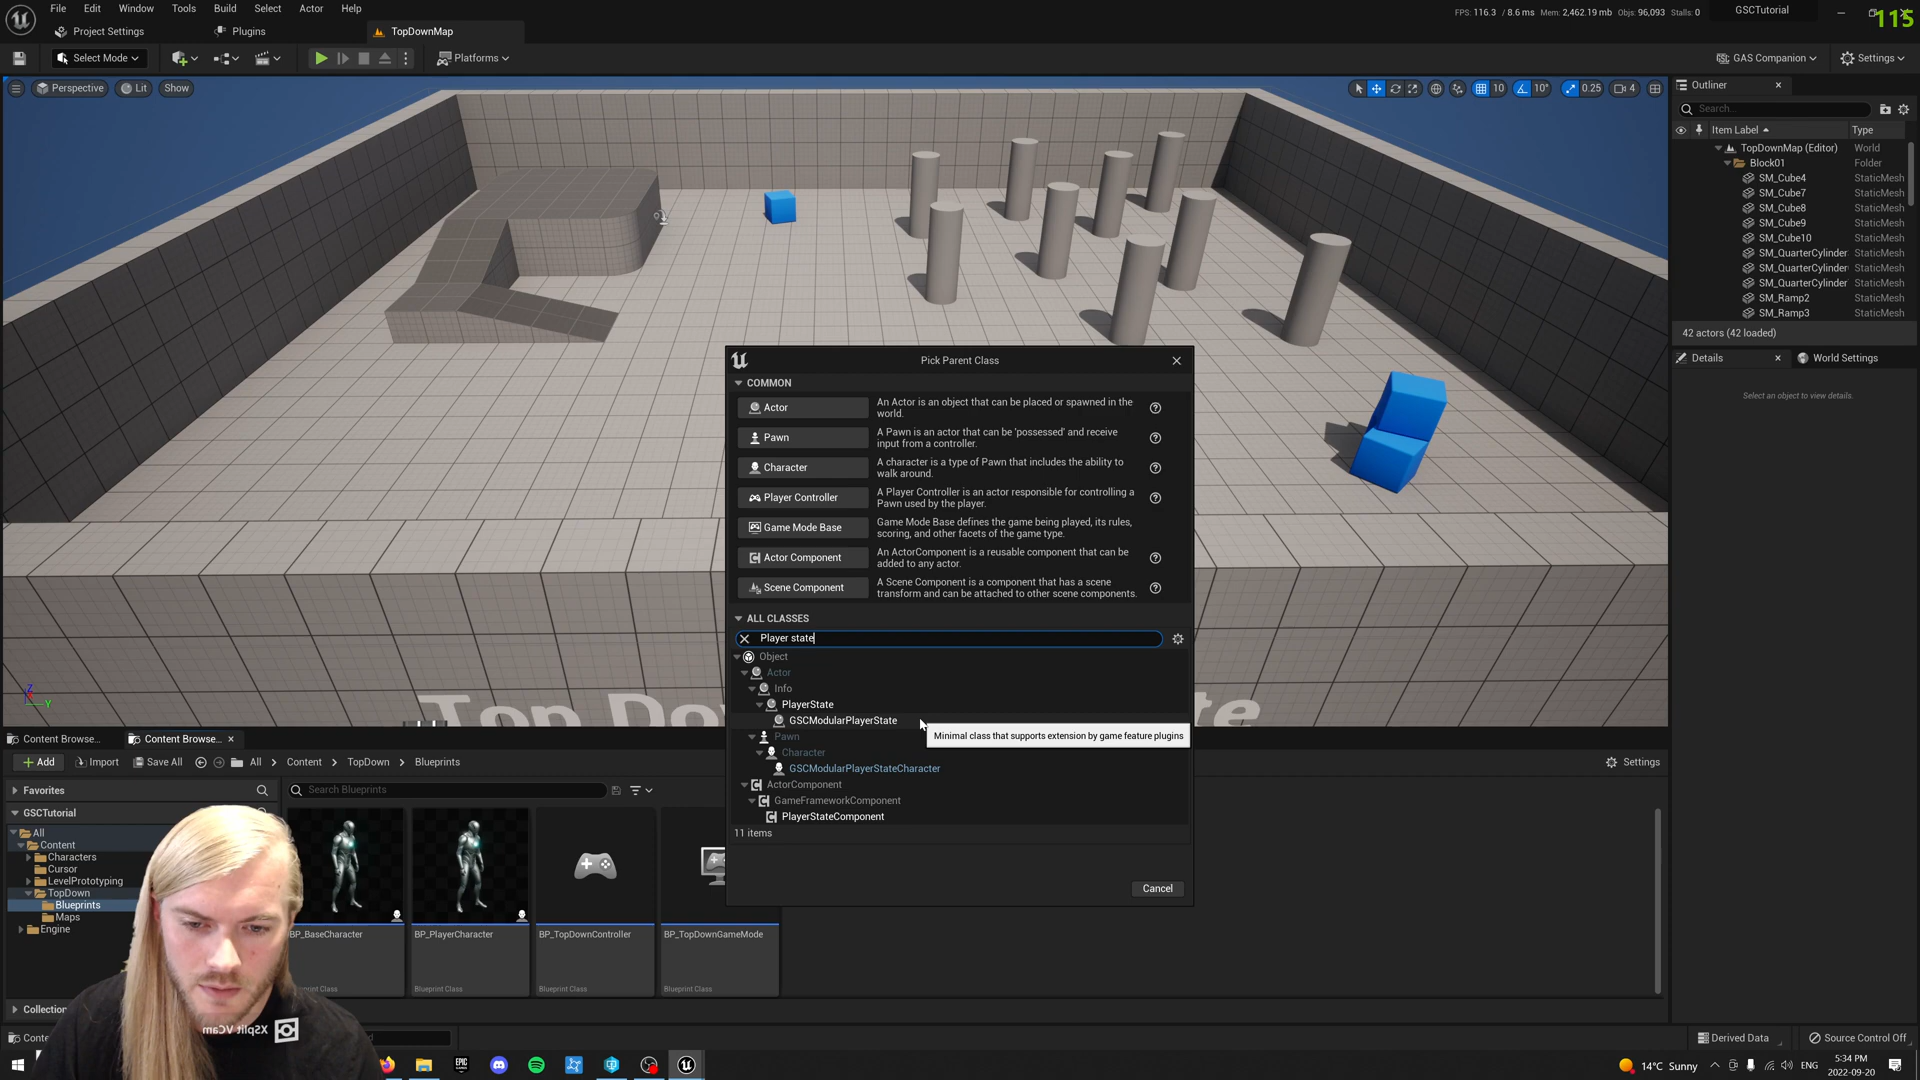 File Edit Window Tools Build Select Actor Help
FPS: 116.3 / 8.6 ms Mem: 2,462.19 mb Objs: 96,093 Stalls: 0
GSCTutorial
115
Project Settings
Plugins
TopDownMap
Select Mode
Platforms
GAS Companion
Settings
Perspective
Lit
Show
10
10°
0.25
4
Outliner
Search...
Item Label Type
TopDownMap (Editor) World
Block01 Folder
SM_Cube4 StaticMesh
SM_Cube7 StaticMesh
SM_Cube8 StaticMesh
SM_Cube9 StaticMesh
SM_Cube10 StaticMesh
SM_QuarterCylinder StaticMesh
SM_QuarterCylinder StaticMesh
SM_QuarterCylinder StaticMesh
SM_Ramp2 StaticMesh
SM_Ramp3 StaticMesh
42 actors (42 loaded)
Details
World Settings
Select an object to view details.
Pick Parent Class
COMMON
Actor
An Actor is an object that can be placed or spawned in the
world.
Pawn
A Pawn is an actor that can be 'possessed' and receive
input from a controller.
Character
A character is a type of Pawn that includes the ability to
walk around.
Player Controller
A Player Controller is an actor responsible for controlling a
Pawn used by the player.
Game Mode Base
Game Mode Base defines the game being played, its rules,
scoring, and other facets of the game type.
Actor Component
An ActorComponent is a reusable component that can be
added to any actor.
Scene Component
A Scene Component is a component that has a scene
transform and can be attached to other scene components.
ALL CLASSES
Player state
Object
Actor
Info
PlayerState
GSCModularPlayerState
Minimal class that supports extension by game feature plugins
Pawn
Character
GSCModularPlayerStateCharacter
ActorComponent
GameFrameworkComponent
PlayerStateComponent
11 items
Cancel
Z
Y
Top Do
te
Content Browse...
Content Browse...
Add
Import
Save All
All > Content > TopDown > Blueprints
Settings
Favorites
Search Blueprints
GSCTutorial
All
Content
Characters
Cursor
LevelPrototyping
TopDown
Blueprints
Maps
Engine
Collection
BP_BaseCharacter
BP_PlayerCharacter
BP_TopDownController
BP_TopDownGameMode
Blueprint Class
Blueprint Class
Blueprint Class
Blueprint Class
XSplit VCam
Conte
Derived Data
Source Control Off
EPIC
GAMES
14°C Sunny
ENG
5:34 PM
2022-09-20